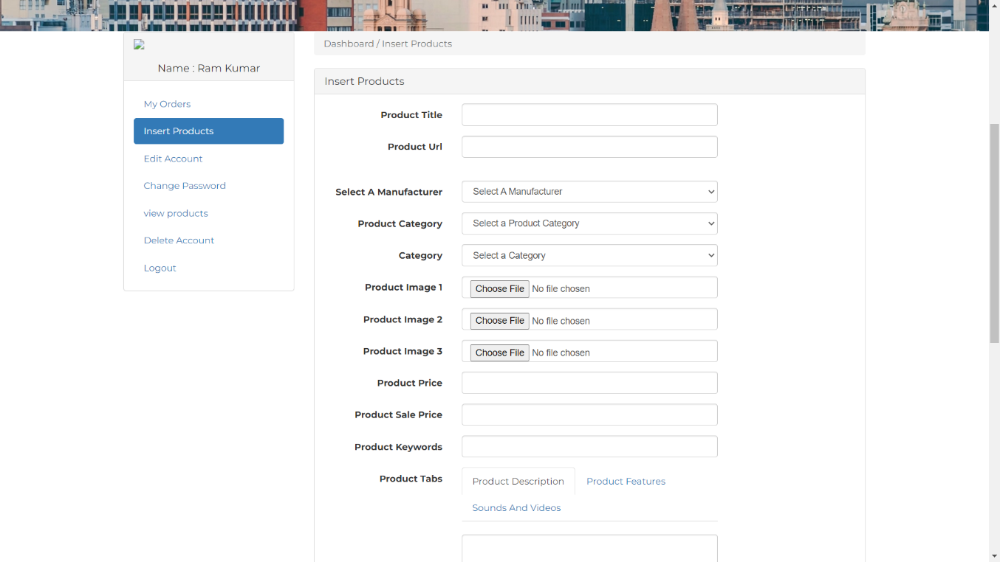 Dashboard / Insert Products
Name : Ram Kumar
My Orders
Insert Products
Edit Account
Change Password
view products
Delete Account
Logout
Insert Products
Product Title
Product Url
Select A Manufacturer Select A Manufacturer
Product Category Select a Product Category
Category Select a Category
Product Image 1 Choose File No file chosen
Product Image 2 Choose File No file chosen
Product Image 3 Choose File No file chosen
Product Price
Product Sale Price
Product Keywords
Product Tabs Product Description Product Features
Sounds And Videos